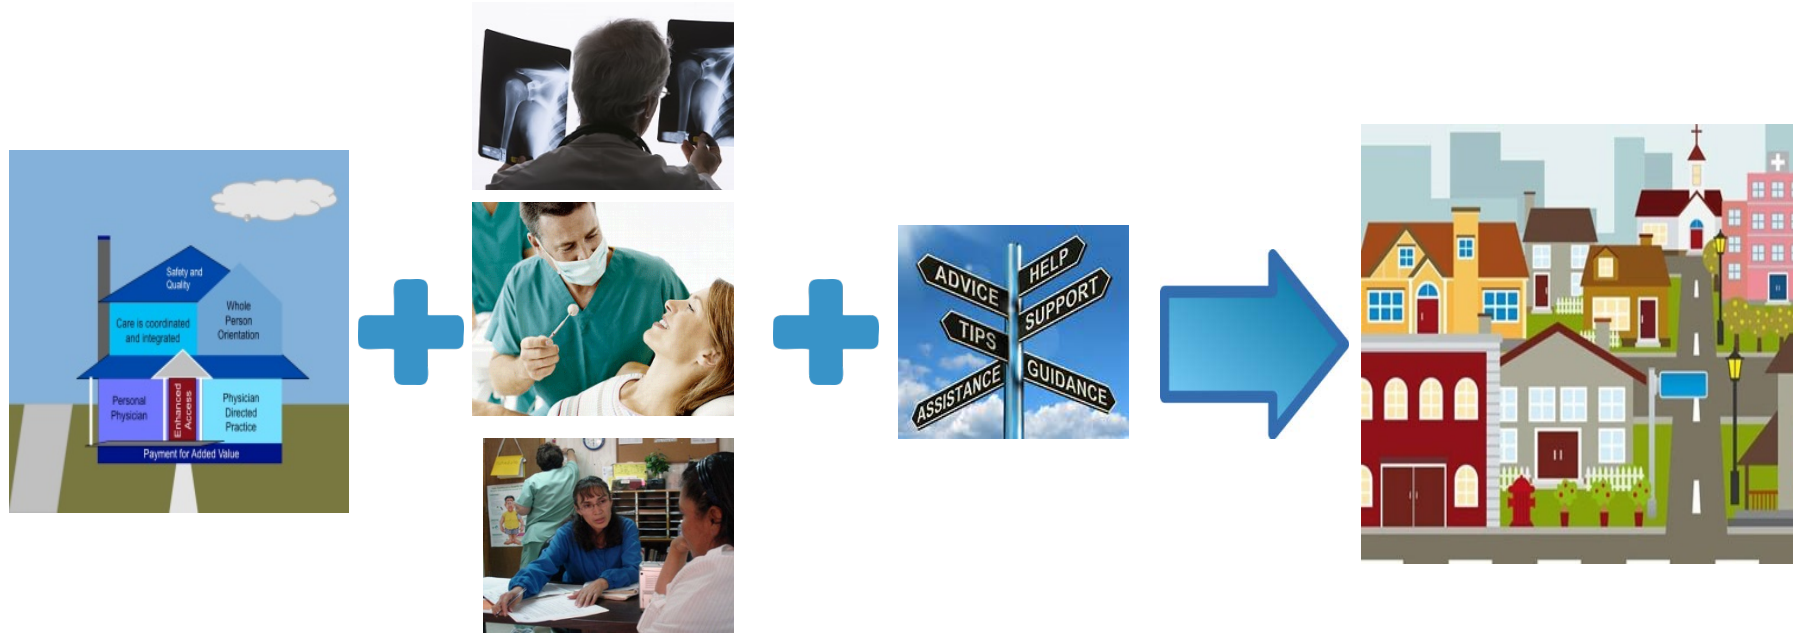 Safety and
Quality
Care is coordinated
and integrated
Whole
Person
Orientation
Personal
Physician
Enhanced
Access
Physician
Directed
Practice
Payment for Added Value
ADVICE
HELP
SUPPORT
TIPS
ASSISTANCE
GUIDANCE